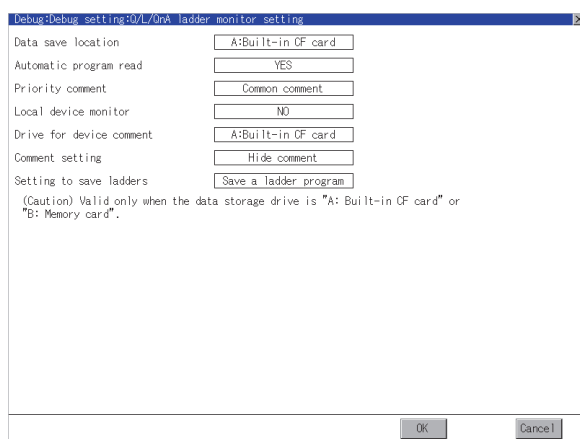 Debug:Debug setting:Q/L/QnA ladder monitor setting
Data save location A:Built-in CF card
Automatic program read YES
Priority comment Common comment
Local device monitor NO
Drive for device comment A:Built-in CF card
Comment setting Hide comment
Setting to save ladders Save a ladder program
(Caution) Valid only when the data storage drive is "A: Built-in CF card" or
"B: Memory card".
OK Cancel